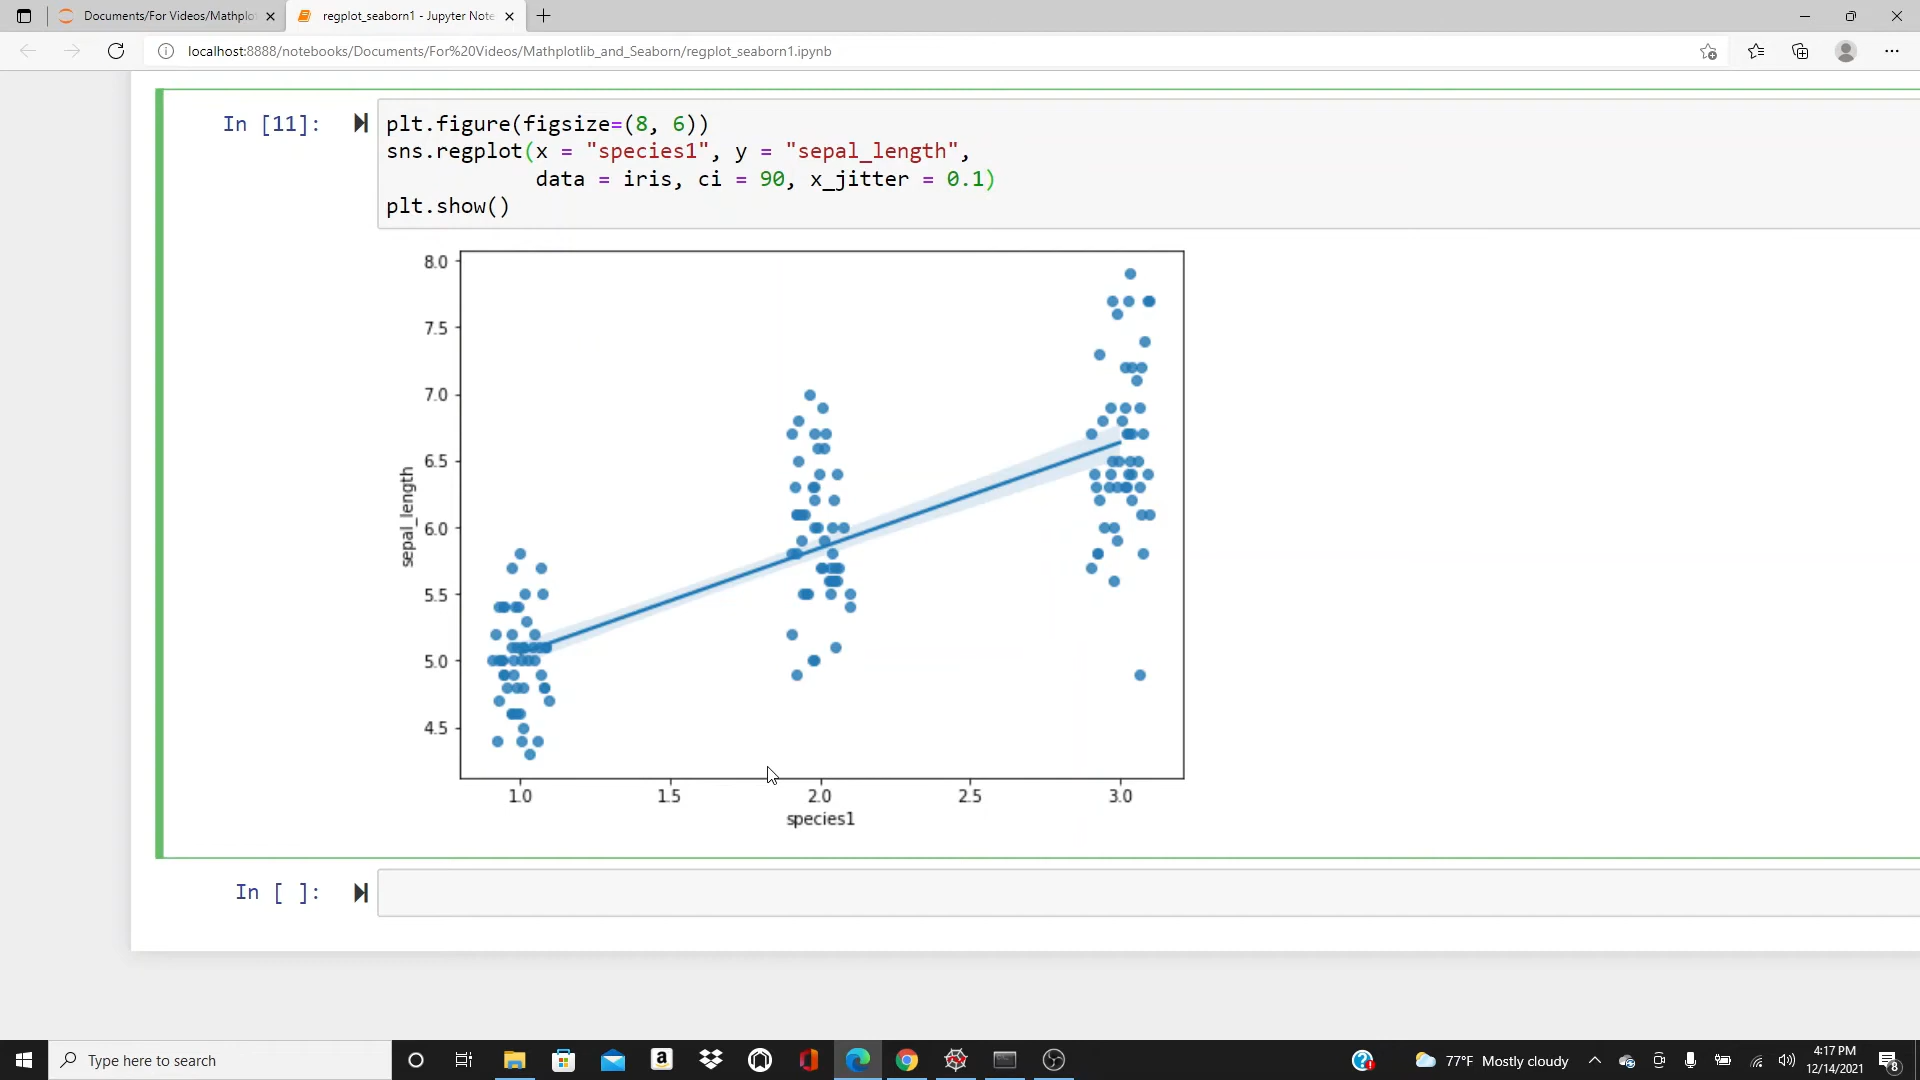 Documents/For Videos/Mathplo
regplot_seaborn1 - Jupyter Note
localhost:8888/notebooks/Documents/For%20Videos/Mathplotlib_and_Seaborn/regplot_seaborn1.ipynb
In [11]:
plt.figure(figsize=(8, 6))
sns.regplot(x = "species1", y = "sepal_length",
data = iris, ci = 90, x_jitter = 0.1)
plt.show()
8.0
7.5
7.0
6.5
6.0
5.5
5.0
4.5
sepal_length
1.0 1.5 2.0 2.5 3.0
species1
In [ ]:
Type here to search
77°F Mostly cloudy
4:17 PM
12/14/2021
8